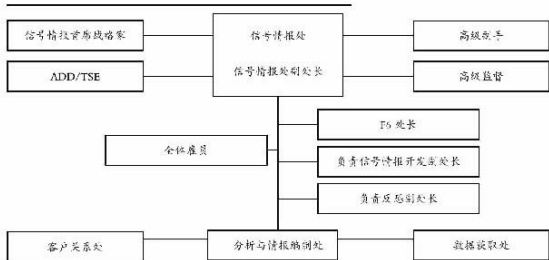 信号情报首席战略家
信号情报处
高级助手
ADD/TSE
信号情报处副处长
高级监督
F6 处长
全体雇员
负责信号情报开发副处长
负责反恐副处长
客户关系处
分析与情报编制处
数据获取处